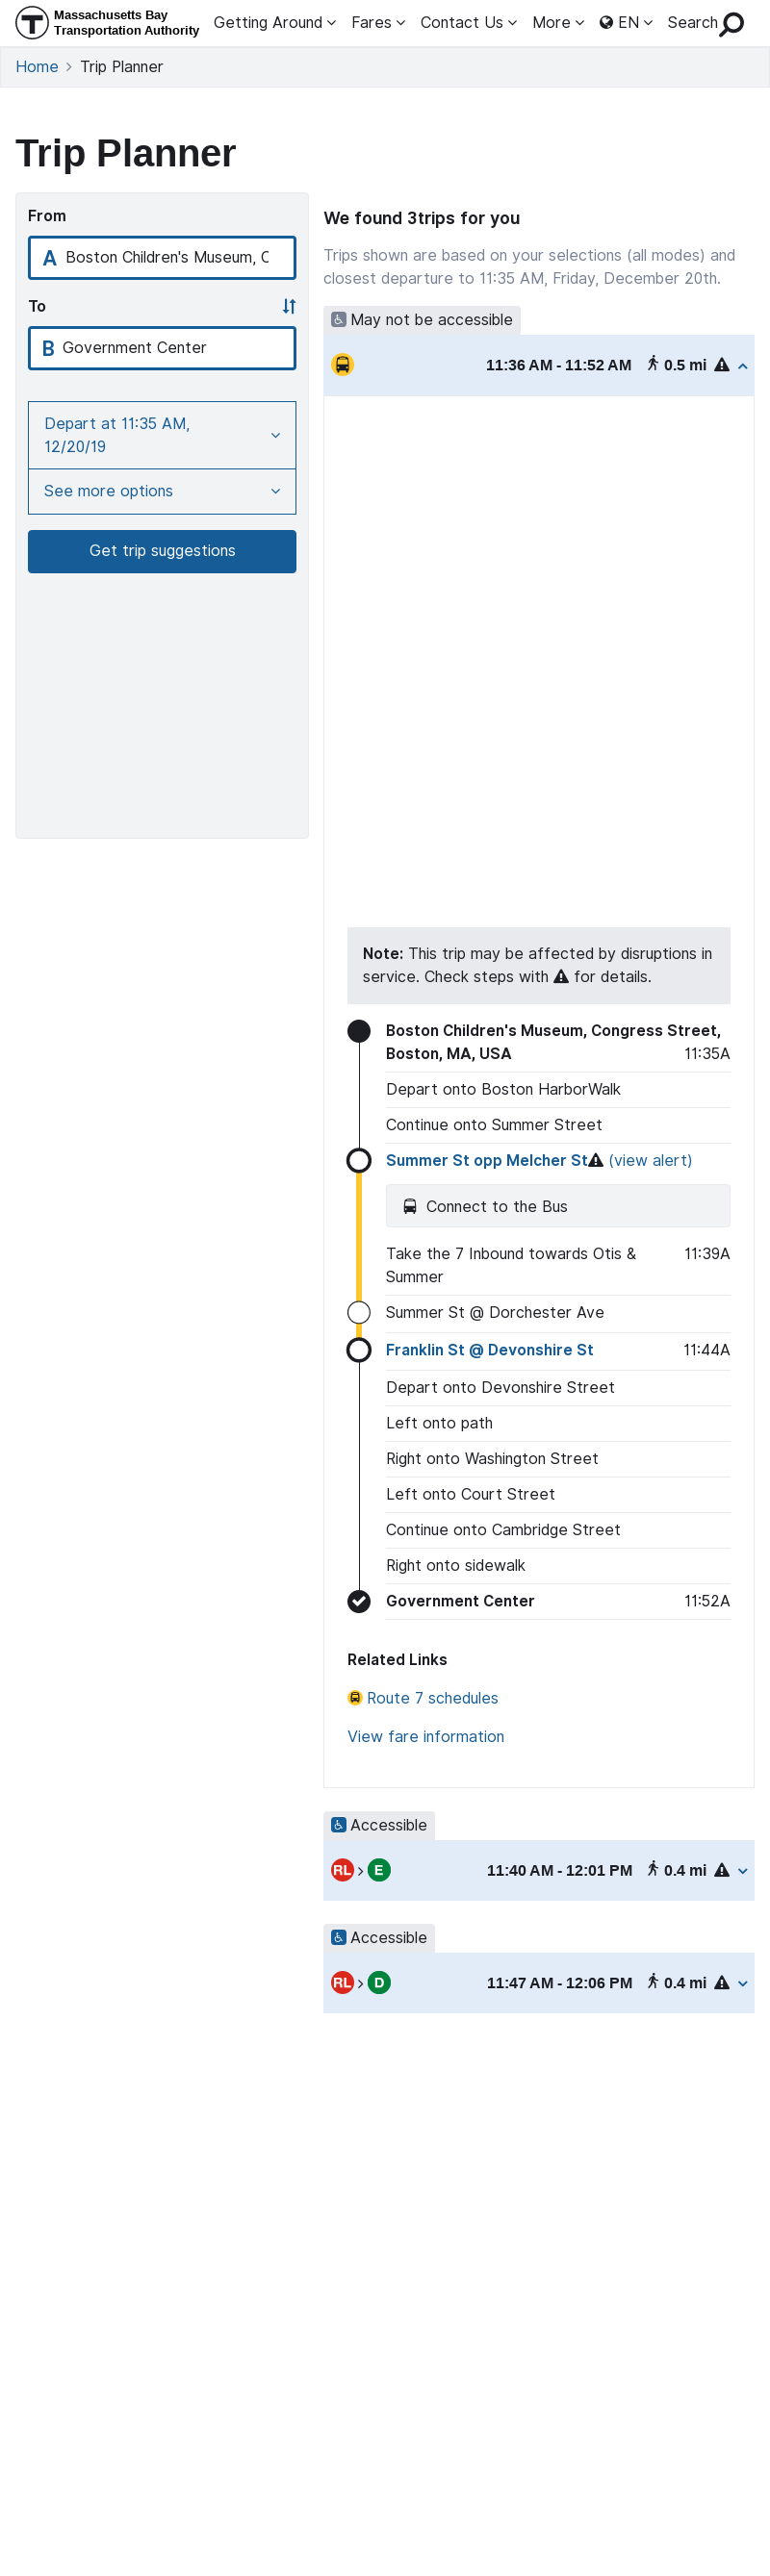 Massachusetts Bay
Transportation Authority
Getting Around
Fares
Contact Us
More
EN
Search
Home
Trip Planner
Trip Planner
From
A Boston Children's Museum, C
To
B Government Center
Depart at 11:35 AM,
12/20/19
See more options
Get trip suggestions
We found 3trips for you
Trips shown are based on your selections (all modes) and
closest departure to 11:35 AM, Friday, December 20th.
May not be accessible
11:36 AM - 11:52 AM 0.5 mi
Note: This trip may be affected by disruptions in
service. Check steps with for details.
Boston Children's Museum, Congress Street,
Boston, MA, USA 11:35A
Depart onto Boston HarborWalk
Continue onto Summer Street
Summer St opp Melcher St (view alert)
Connect to the Bus
Take the 7 Inbound towards Otis & 11:39A
Summer
Summer St @ Dorchester Ave
Franklin St @ Devonshire St 11:44A
Depart onto Devonshire Street
Left onto path
Right onto Washington Street
Left onto Court Street
Continue onto Cambridge Street
Right onto sidewalk
Government Center 11:52A
Related Links
Route 7 schedules
View fare information
Accessible
RL E 11:40 AM - 12:01 PM 0.4 mi
Accessible
RL D 11:47 AM - 12:06 PM 0.4 mi